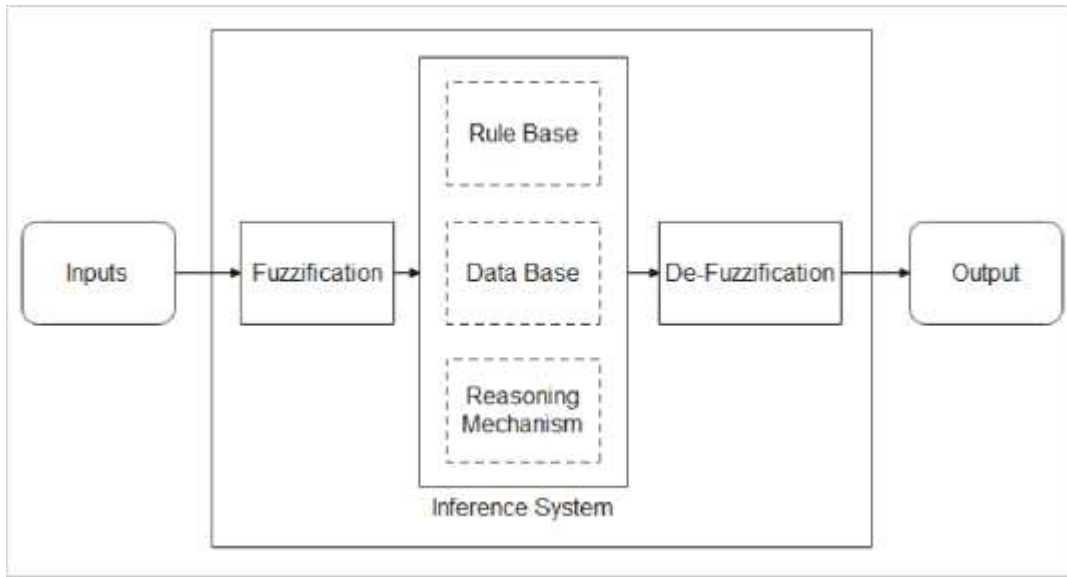 Rule Base
Inputs
Fuzzification
Data Base
De-Fuzzification
Output
Reasoning
Mechanism
Inference System